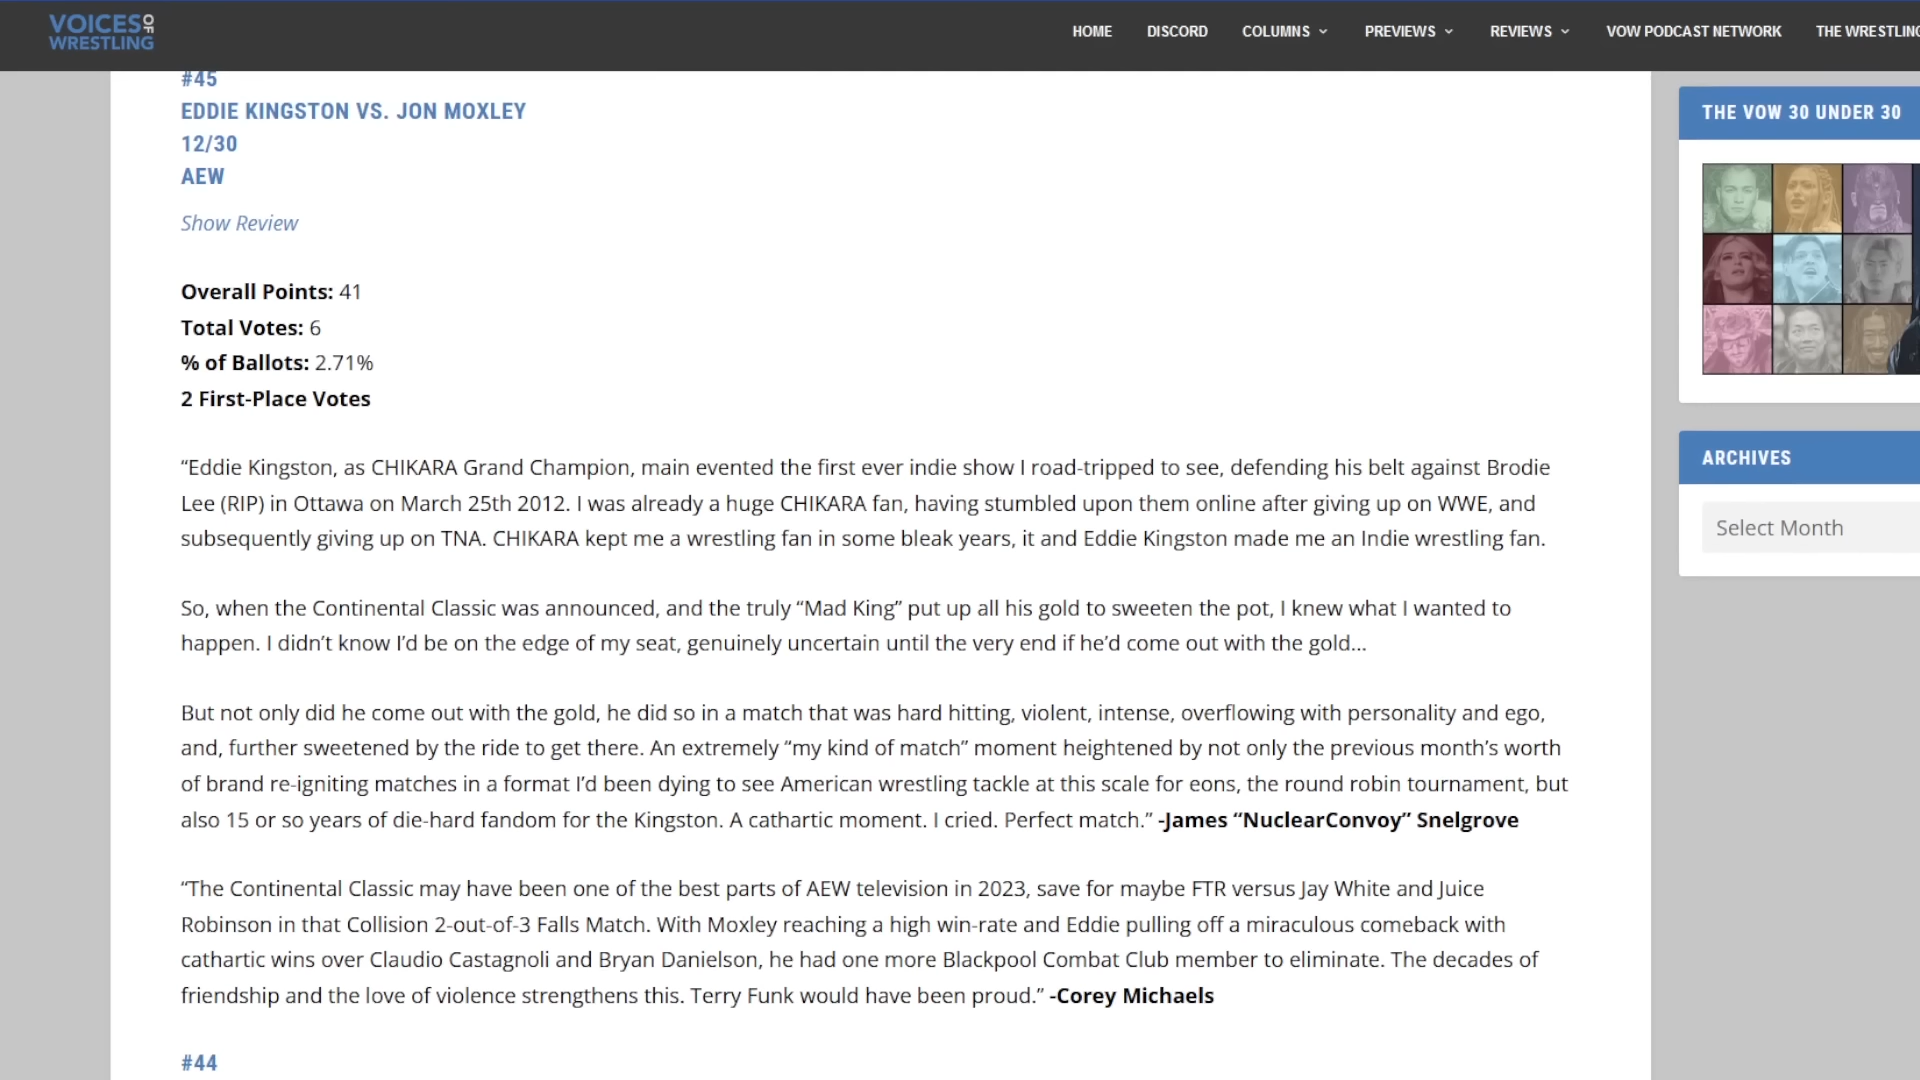 VOICES OF
WRESTLING
HOME
DISCORD
COLUMNS
PREVIEWS
REVIEWS
VOW PODCAST NETWORK
THE WRESTLING
#45
EDDIE KINGSTON VS. JON MOXLEY
12/30
AEW
Show Review
Overall Points: 41
Total Votes: 6
% of Ballots: 2.71%
2 First-Place Votes
“Eddie Kingston, as CHIKARA Grand Champion, main evented the first ever indie show I road-tripped to see, defending his belt against Brodie
Lee (RIP) in Ottawa on March 25th 2012. I was already a huge CHIKARA fan, having stumbled upon them online after giving up on WWE, and
subsequently giving up on TNA. CHIKARA kept me a wrestling fan in some bleak years, it and Eddie Kingston made me an Indie wrestling fan.
So, when the Continental Classic was announced, and the truly “Mad King” put up all his gold to sweeten the pot, I knew what I wanted to
happen. I didn’t know I’d be on the edge of my seat, genuinely uncertain until the very end if he’d come out with the gold…
But not only did he come out with the gold, he did so in a match that was hard hitting, violent, intense, overflowing with personality and ego,
and, further sweetened by the ride to get there. An extremely “my kind of match” moment heightened by not only the previous month’s worth
of brand re-igniting matches in a format I’d been dying to see American wrestling tackle at this scale for eons, the round robin tournament, but
also 15 or so years of die-hard fandom for the Kingston. A cathartic moment. I cried. Perfect match.” -James “NuclearConvoy” Snelgrove
“The Continental Classic may have been one of the best parts of AEW television in 2023, save for maybe FTR versus Jay White and Juice
Robinson in that Collision 2-out-of-3 Falls Match. With Moxley reaching a high win-rate and Eddie pulling off a miraculous comeback with
cathartic wins over Claudio Castagnoli and Bryan Danielson, he had one more Blackpool Combat Club member to eliminate. The decades of
friendship and the love of violence strengthens this. Terry Funk would have been proud.” -Corey Michaels
#44
THE VOW 30 UNDER 30
ARCHIVES
Select Month